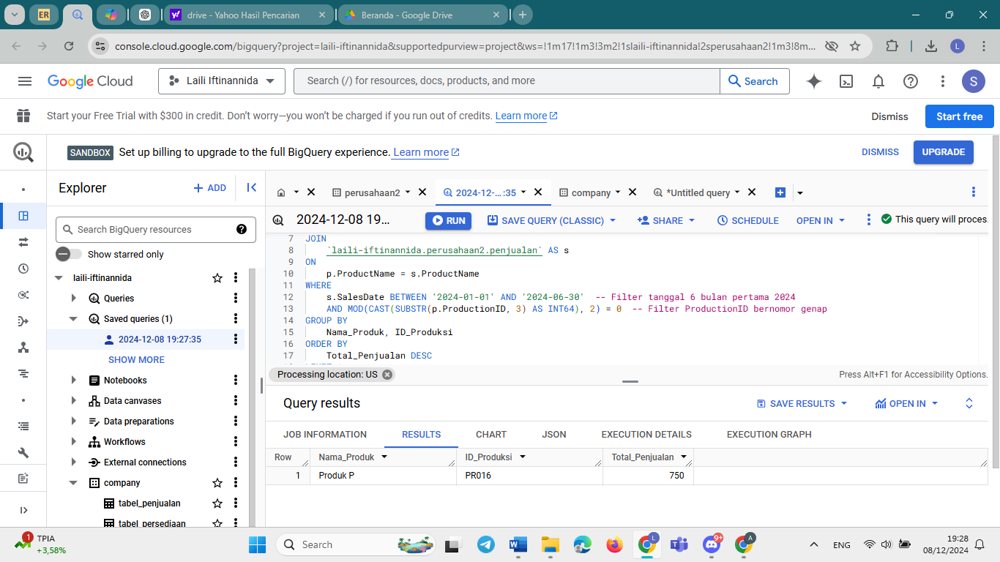 ER
drive - Yahoo Hasil Pencarian
Beranda - Google Drive
console.cloud.google.com/bigquery?project=laili-iftinannida&supportedpurview=project&ws=!1m17!1m3!3m2!1slaili-iftinannida!2sperusahaan2!1m3!8m...
L
Google Cloud
Laili Iftinannida
Search (/) for resources, docs, products, and more
Search
S
Start your Free Trial with $300 in credit. Don't worry—you won't be charged if you run out of credits. Learn more
Dismiss
Start free
SANDBOX Set up billing to upgrade to the full BigQuery experience. Learn more
DISMISS
UPGRADE
Explorer
+ ADD
Search BigQuery resources
Show starred only
laili-iftinannida
Queries
Saved queries (1)
2024-12-08 19:27:35
SHOW MORE
Notebooks
Data canvases
Data preparations
Workflows
External connections
company
tabel_penjualan
tabel_persediaan
perusahaan2
2024-12-...:35
company
*Untitled query
2024-12-08 19...
RUN
SAVE QUERY (CLASSIC)
SHARE
SCHEDULE
OPEN IN
This query will proces
7 JOIN
8 `laili-iftinannida.perusahaan2.penjualan` AS s
9 ON
10 p.ProductName = s.ProductName
11 WHERE
12 s.SalesDate BETWEEN '2024-01-01' AND '2024-06-30' -- Filter tanggal 6 bulan pertama 2024
13 AND MOD(CAST(SUBSTR(p.ProductionID, 3) AS INT64), 2) = 0 -- Filter ProductionID bernomor genap
14 GROUP BY
15 Nama_Produk, ID_Produksi
16 ORDER BY
17 Total_Penjualan DESC
Processing location: US
Press Alt+F1 for Accessibility Options.
Query results
SAVE RESULTS
OPEN IN
JOB INFORMATION
RESULTS
CHART
JSON
EXECUTION DETAILS
EXECUTION GRAPH
Row Nama_Produk ID_Produksi Total_Penjualan
1 Produk P PR016 750
1
TPIA
+3,58%
Search
L
9+
A
ENG
19:28
08/12/2024